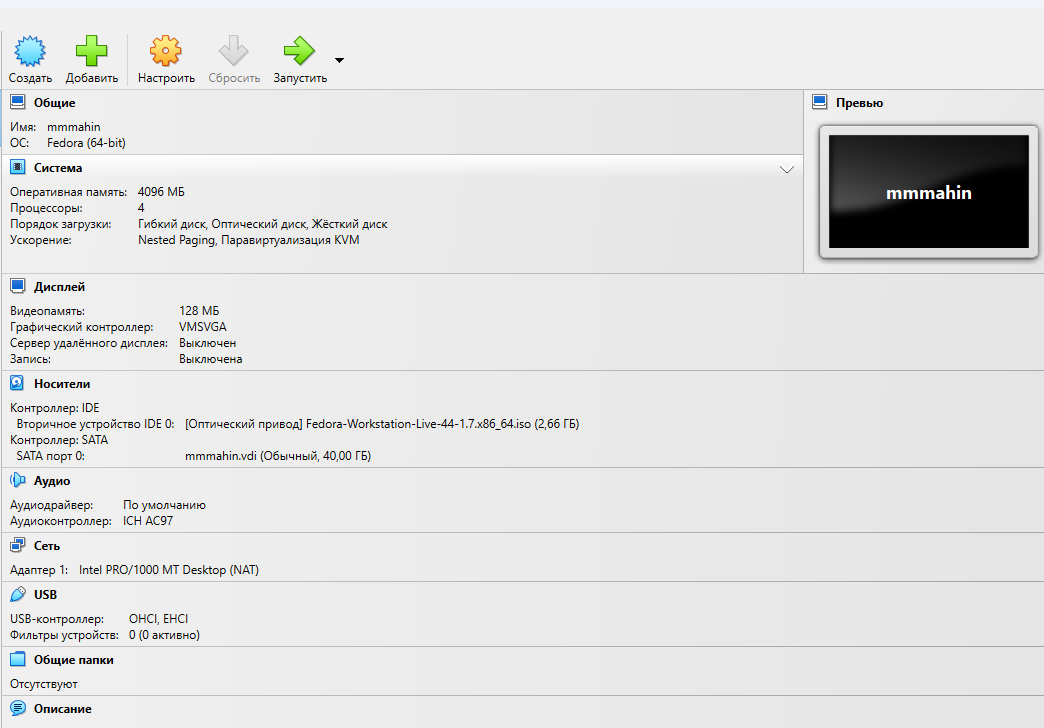 Создать Добавить Настроить Сбросить Запустить
Общие
Имя: mmmahin
ОС: Fedora (64-bit)
Превью
mmmahin
Система
Оперативная память: 4096 МБ
Процессоры: 4
Порядок загрузки: Гибкий диск, Оптический диск, Жёсткий диск
Ускорение: Nested Paging, Паравиртуализация KVM
Дисплей
Видеопамять: 128 МБ
Графический контроллер: VMSVGA
Сервер удалённого дисплея: Выключен
Запись: Выключена
Носители
Контроллер: IDE
Вторичное устройство IDE 0: [Оптический привод] Fedora-Workstation-Live-44-1.7.x86_64.iso (2,66 ГБ)
Контроллер: SATA
SATA порт 0: mmmahin.vdi (Обычный, 40,00 ГБ)
Аудио
Аудиодрайвер: По умолчанию
Аудиоконтроллер: ICH AC97
Сеть
Адаптер 1: Intel PRO/1000 MT Desktop (NAT)
USB
USB-контроллер: OHCI, EHCI
Фильтры устройств: 0 (0 активно)
Общие папки
Отсутствуют
Описание